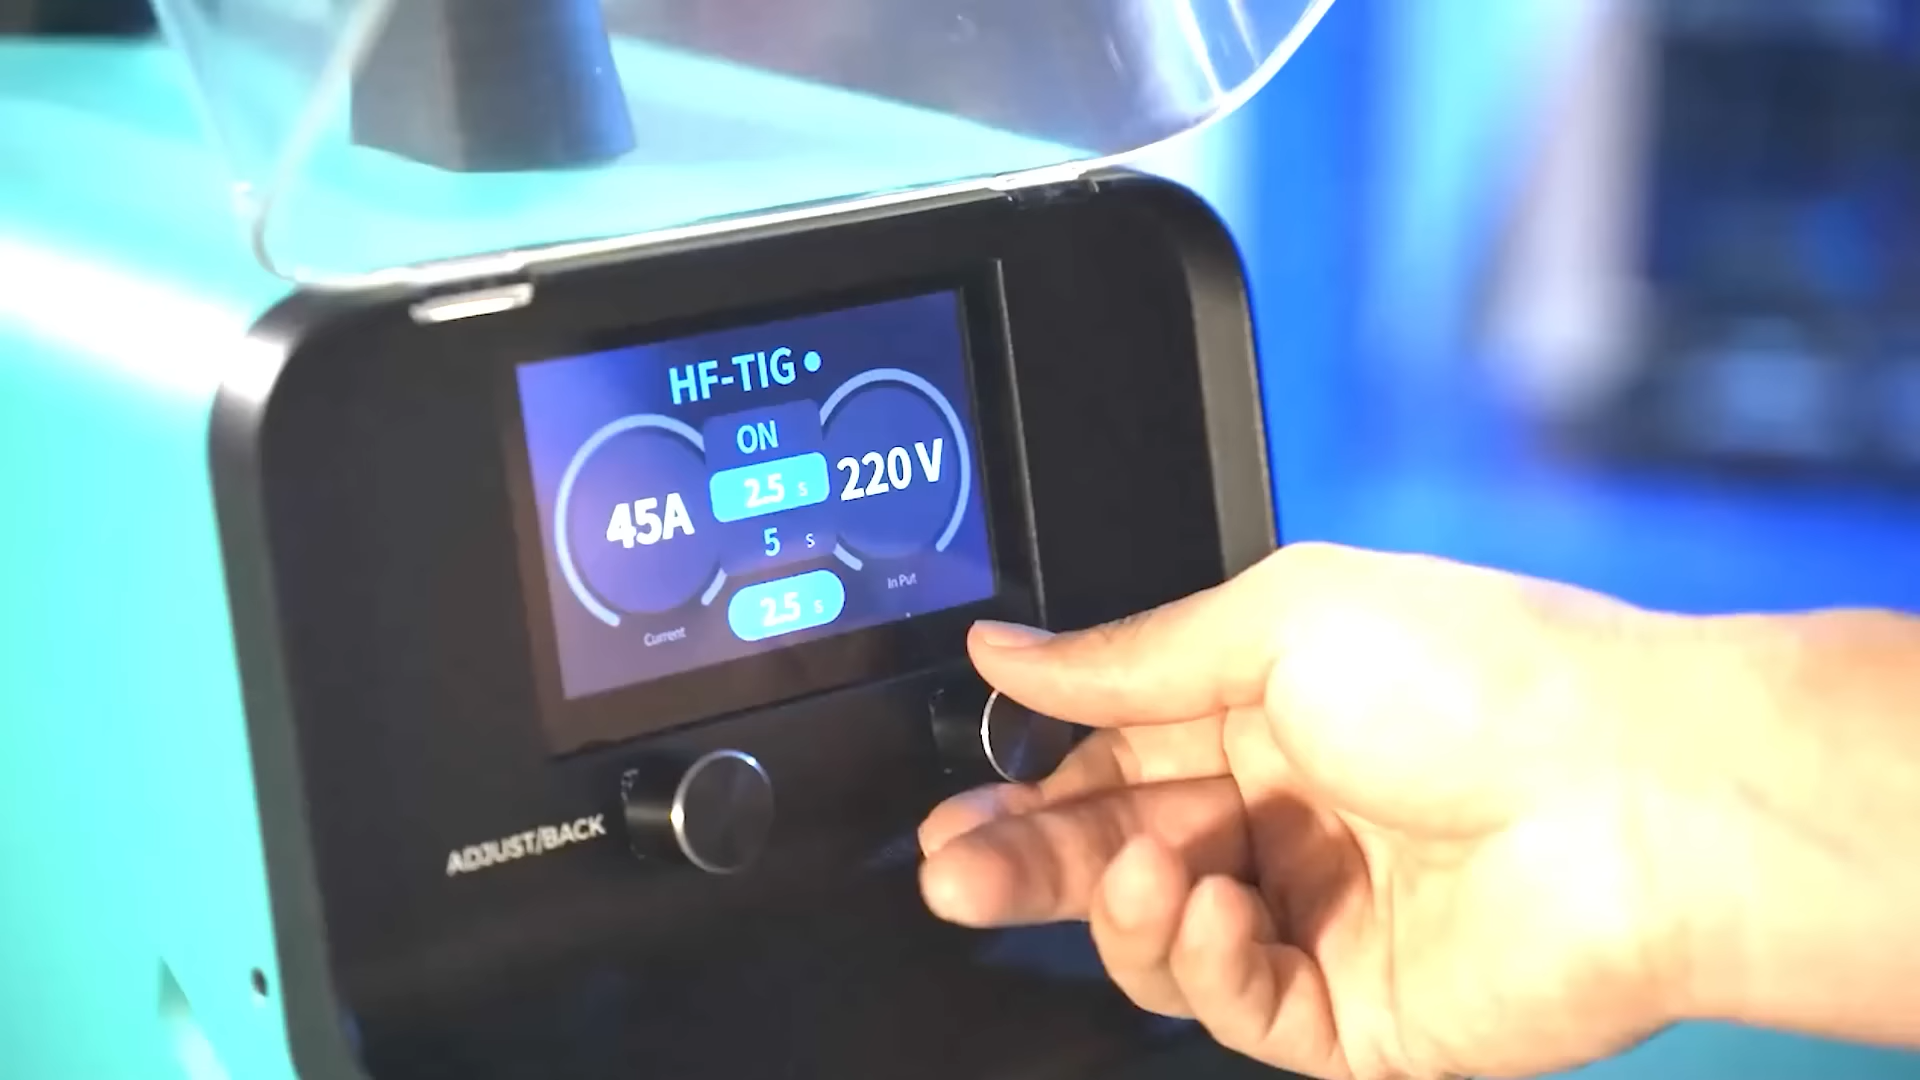 HF-TIG
ON
2.5 s
45A
220 V
5 s
2.5 s
Current
In Put
ADJUST/BACK